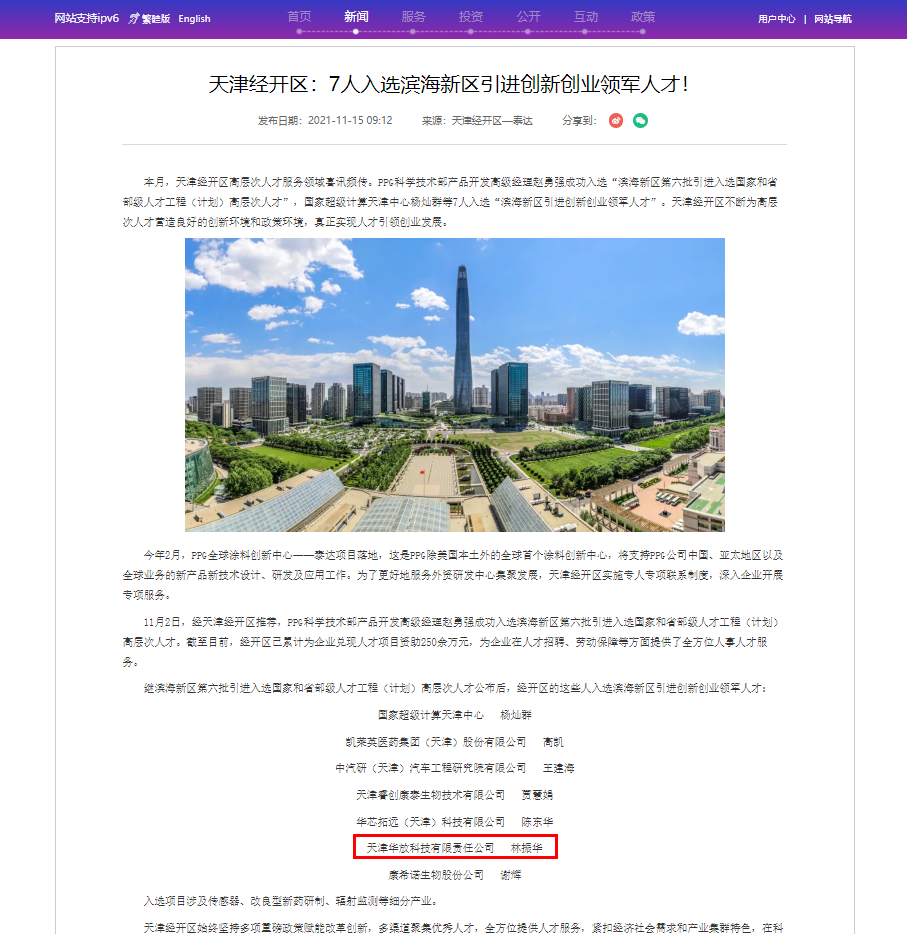 网站支持ipv6 繁體版 English 首页 新闻 服务 投资 公开 互动 政策 用户中心 | 网站导航
天津经开区：7人入选滨海新区引进创新创业领军人才！
发布日期：2021-11-15 09:12 来源：天津经开区—泰达 分享到：
本月，天津经开区高层次人才服务领域喜讯频传。PPG科学技术部产品开发高级经理赵勇强成功入选“滨海新区第六批引进入选国家和省
部级人才工程（计划）高层次人才”，国家超级计算天津中心杨灿群等7人入选“滨海新区引进创新创业领军人才”。天津经开区不断为高层
次人才营造良好的创新环境和政策环境，真正实现人才引领创业发展。
今年2月，PPG全球涂料创新中心——泰达项目落地，这是PPG除美国本土外的全球首个涂料创新中心，将支持PPG公司中国、亚太地区以及
全球业务的新产品新技术设计、研发及应用工作。为了更好地服务外资研发中心集聚发展，天津经开区实施专人专项联系制度，深入企业开展
专项服务。
11月2日，经天津经开区推荐，PPG科学技术部产品开发高级经理赵勇强成功入选滨海新区第六批引进入选国家和省部级人才工程（计划）
高层次人才。截至目前，经开区已累计为企业兑现人才项目资助250余万元，为企业在人才招聘、劳动保障等方面提供了全方位人事人才服
务。
继滨海新区第六批引进入选国家和省部级人才工程（计划）高层次人才公布后，经开区的这些人入选滨海新区引进创新创业领军人才：
国家超级计算天津中心 杨灿群
凯莱英医药集团（天津）股份有限公司 高凯
中汽研（天津）汽车工程研究院有限公司 王建海
天津睿创康泰生物技术有限公司 贾慧娟
华芯拓远（天津）科技有限公司 陈东华
天津华放科技有限责任公司 林振华
康希诺生物股份公司 谢辉
入选项目涉及传感器、改良型新药研制、辐射监测等细分产业。
天津经开区始终坚持多项重磅政策赋能改革创新，多渠道聚集优秀人才，全方位提供人才服务，紧扣经济社会需求和产业集群特色，在科